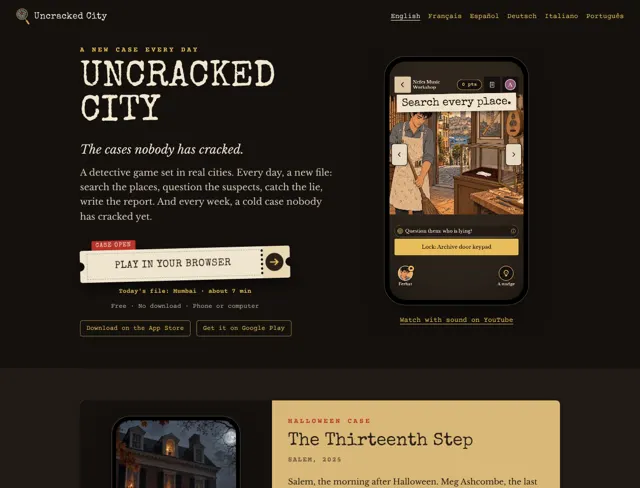 Uncracked City
English Français Español Deutsch Italiano Português
A NEW CASE EVERY DAY
UNCRACKED
CITY
The cases nobody has cracked.
A detective game set in real cities. Every day, a new file:
search the places, question the suspects, catch the lie,
write the report. And every week, a cold case nobody
has cracked yet.
CASE OPEN
PLAY IN YOUR BROWSER
Today's file: Mumbai · about 7 min
Free · No download · Phone or computer
Download on the App Store
Get it on Google Play
Nefes Music
Workshop
0 pts
A
Search every place.
Question them: who is lying?
Lock: Archive door keypad
Ferhat
A nudge
Watch with sound on YouTube
HALLOWEEN CASE
The Thirteenth Step
SALEM, 2025
Salem, the morning after Halloween. Meg Ashcombe, the last